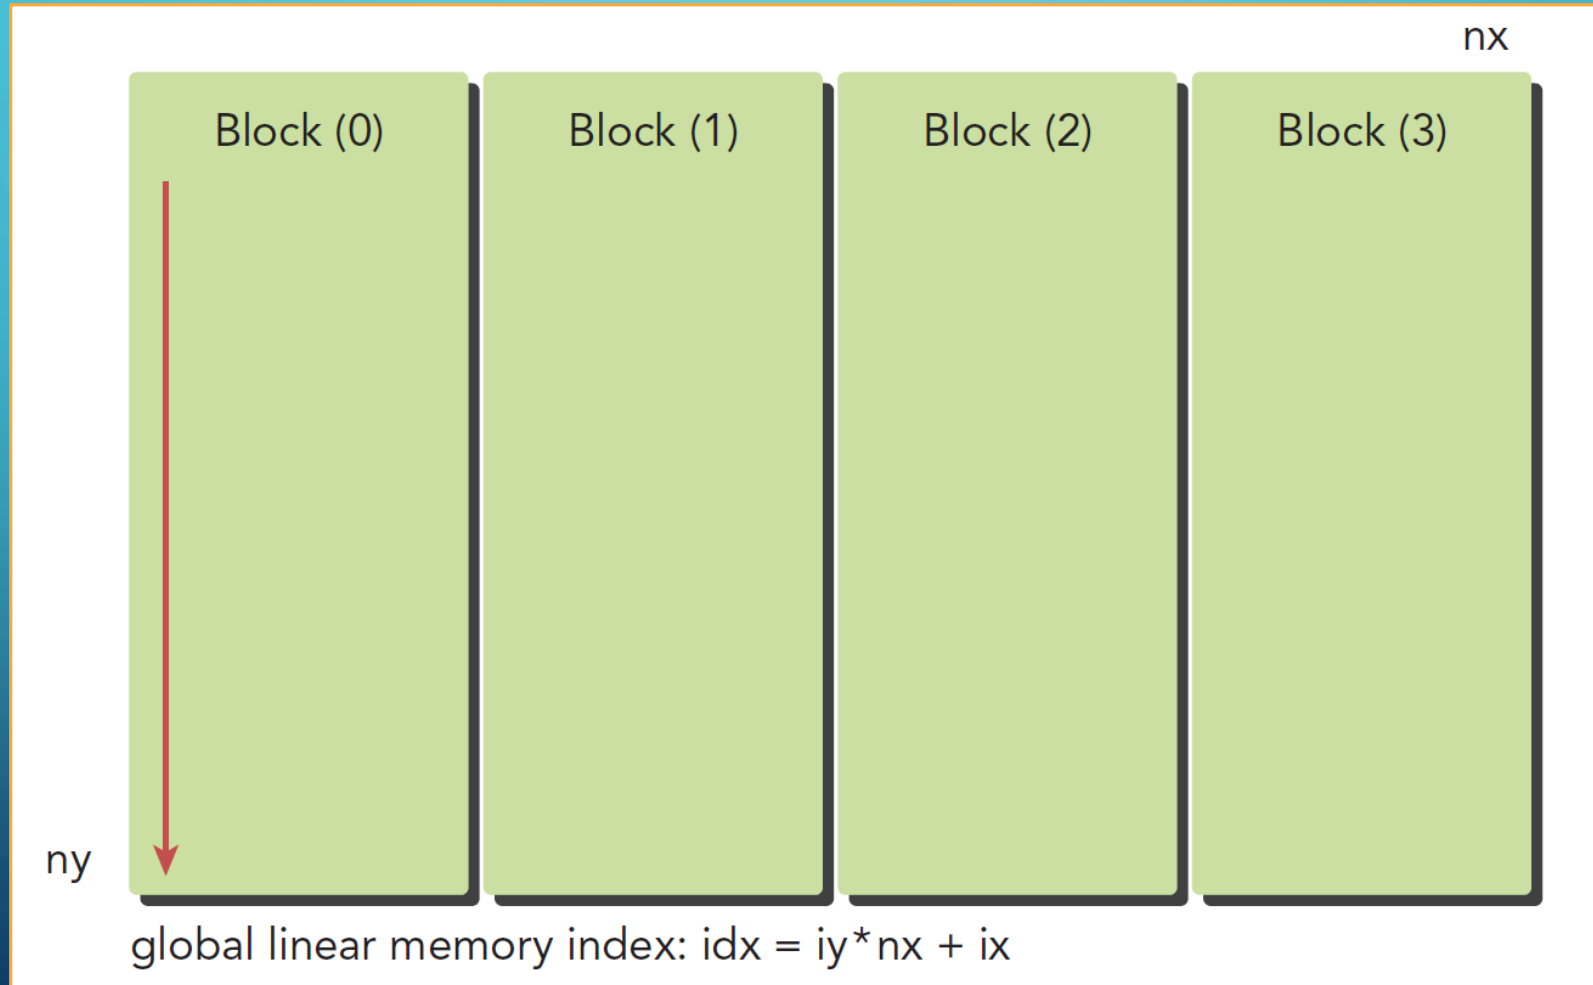 nx
Block (0)
Block (1)
Block (2)
Block (3)
ny
global linear memory index: idx = iy*nx + ix